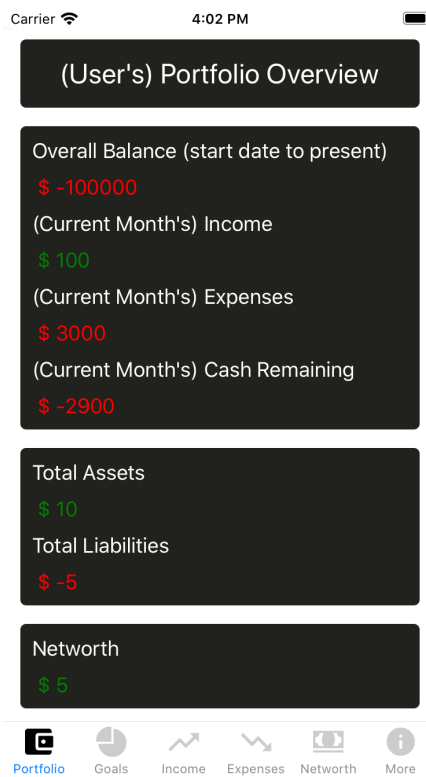 Carrier 4:02 PM
(User's) Portfolio Overview
Overall Balance (start date to present)
$ -100000
(Current Month's) Income
$ 100
(Current Month's) Expenses
$ 3000
(Current Month's) Cash Remaining
$ -2900
Total Assets
$ 10
Total Liabilities
$ -5
Networth
$ 5
Portfolio Goals Income Expenses Networth More